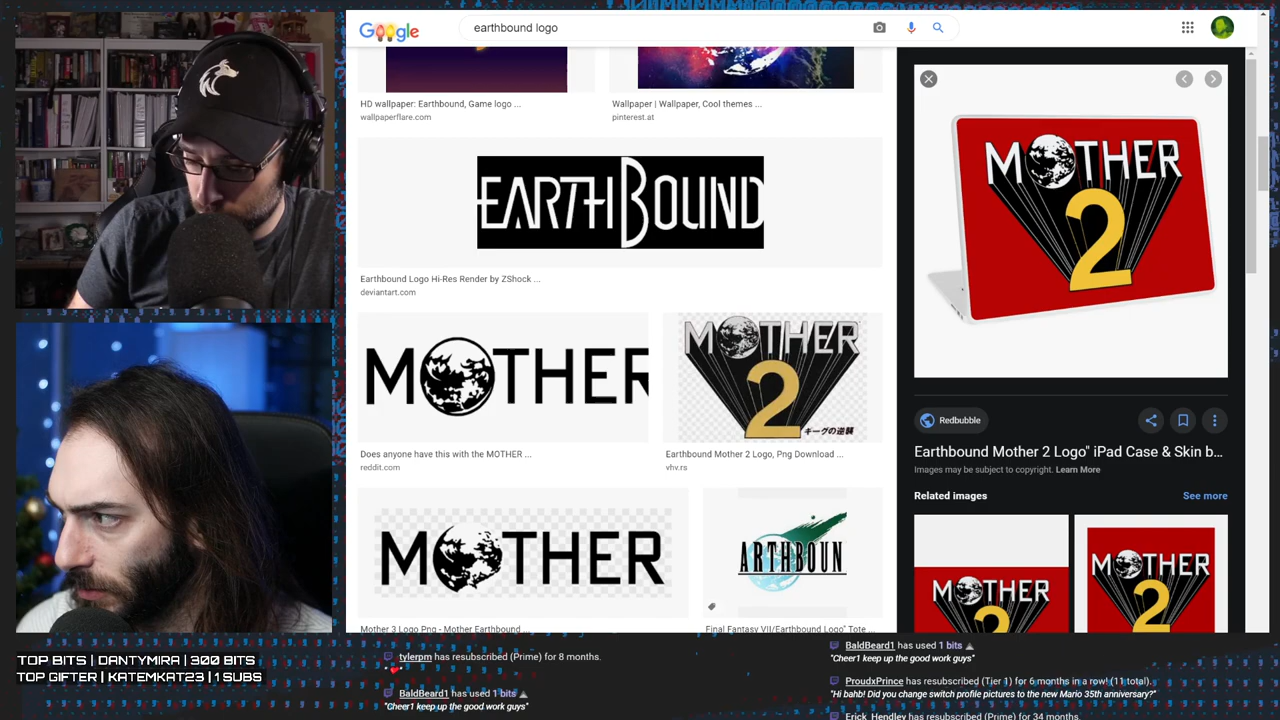 Google
earthbound logo
HD wallpaper: Earthbound, Game logo ...
wallpaperflare.com
Wallpaper | Wallpaper, Cool themes ...
pinterest.at
EARTHBOUND
Earthbound Logo Hi-Res Render by ZShock ...
deviantart.com
MOTHER
Does anyone have this with the MOTHER ...
reddit.com
MOTHER
2
キーグの逆襲
Earthbound Mother 2 Logo, Png Download ...
vhv.rs
MOTHER
Mother 3 Logo Png - Mother Earthbound ...
ARTHBOUN
Final Fantasy VII/Earthbound Logo" Tote ...
MOTHER
2
Redbubble
Earthbound Mother 2 Logo" iPad Case & Skin b...
Images may be subject to copyright. Learn More
Related images
See more
MOTHER
2
MOTHER
2
TOP BITS | DANTYMIRA | 300 BITS
TOP GIFTER | KATEMKAT23 | 1 SUBS
tylerpm has resubscribed (Prime) for 8 months.
BaldBeard1 has used 1 bits
"Cheer1 keep up the good work guys"
BaldBeard1 has used 1 bits
"Cheer1 keep up the good work guys"
ProudxPrince has resubscribed (Tier 1) for 6 months in a row! (11 total).
"Hi bahb! Did you change switch profile pictures to the new Mario 35th anniversary?"
Erick_Hendley has resubscribed (Prime) for 34 months.